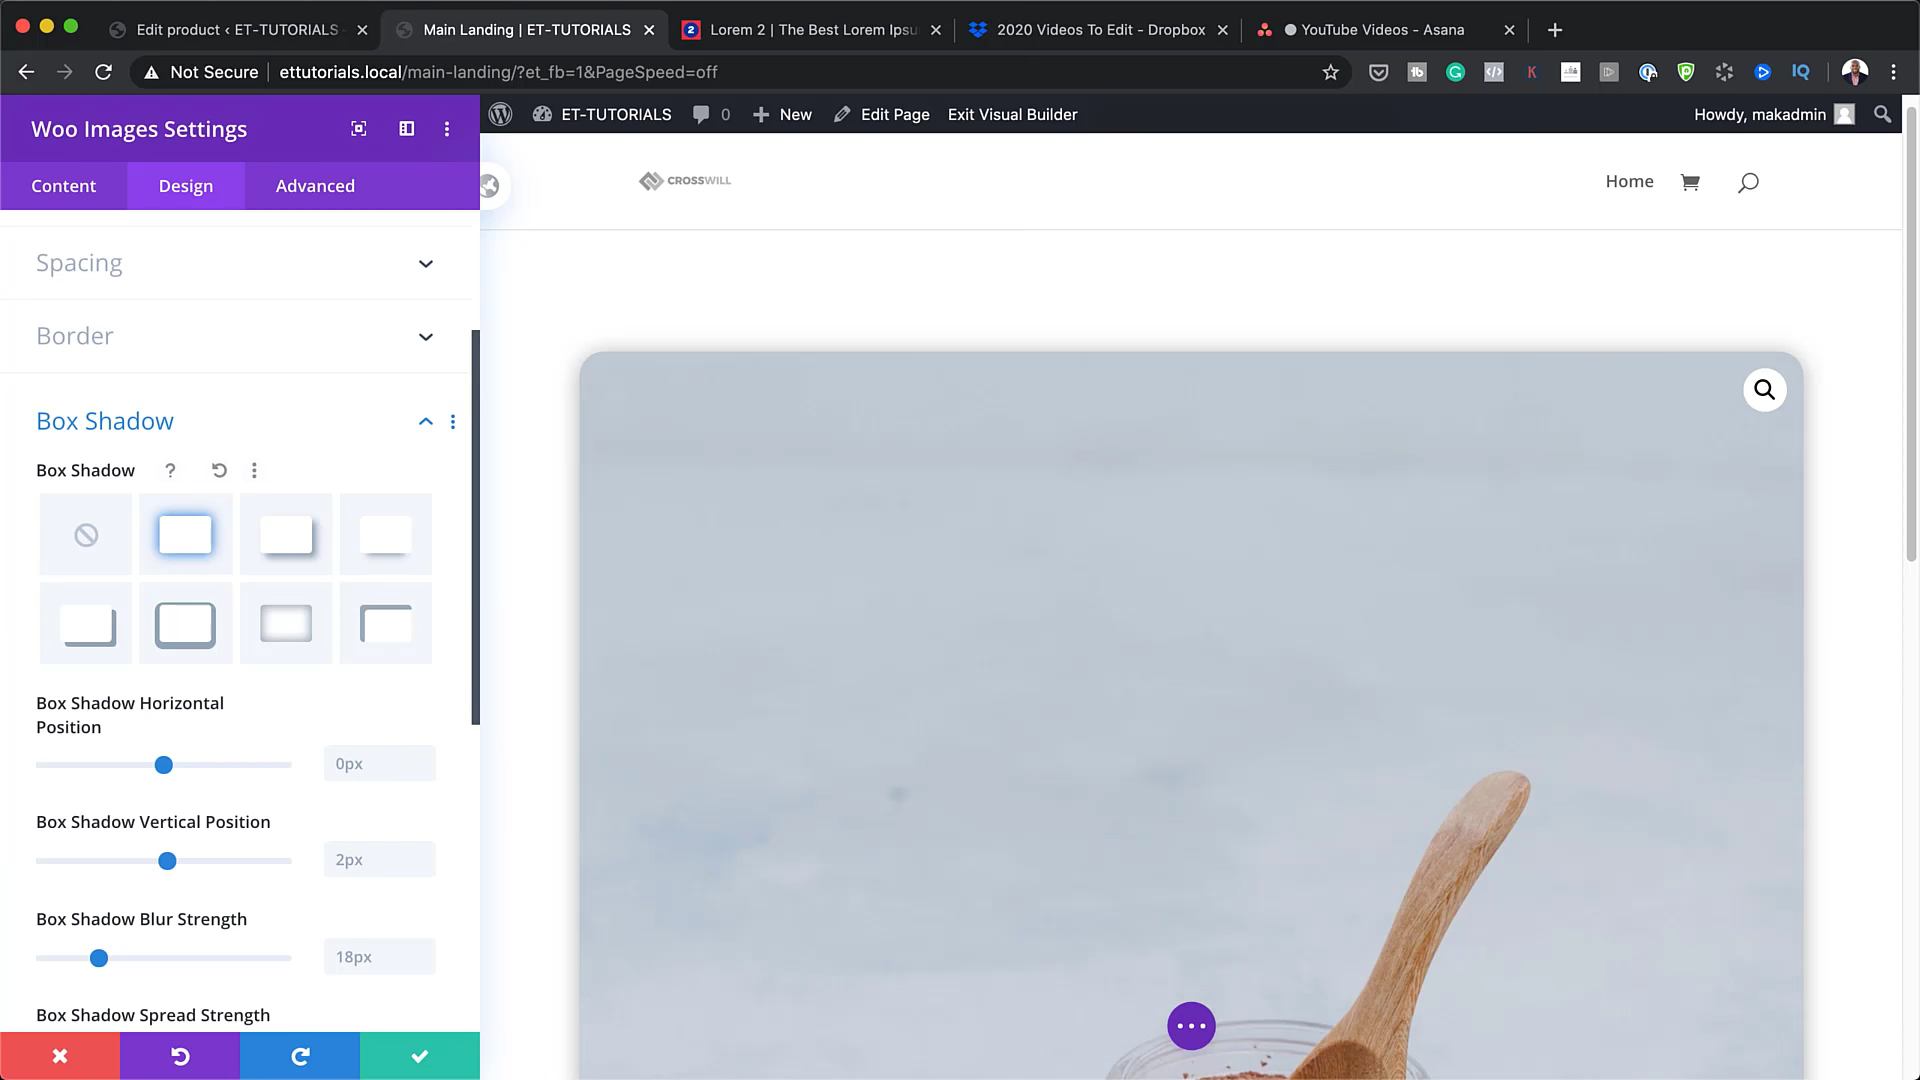 Edit product ‹ ET-TUTORIALS
Main Landing | ET-TUTORIALS
2 Lorem 2 | The Best Lorem Ipsu
2020 Videos To Edit - Dropbox
YouTube Videos - Asana
Not Secure
ettutorials.local/main-landing/?et_fb=1&PageSpeed=off
tb
K
IQ
Woo Images Settings
ET-TUTORIALS
0
New
Edit Page
Exit Visual Builder
Howdy, makadmin
Content
Design
Advanced
CROSSWILL
Home
Spacing
Border
Box Shadow
Box Shadow
?
Box Shadow Horizontal
Position
0px
Box Shadow Vertical Position
2px
Box Shadow Blur Strength
18px
Box Shadow Spread Strength